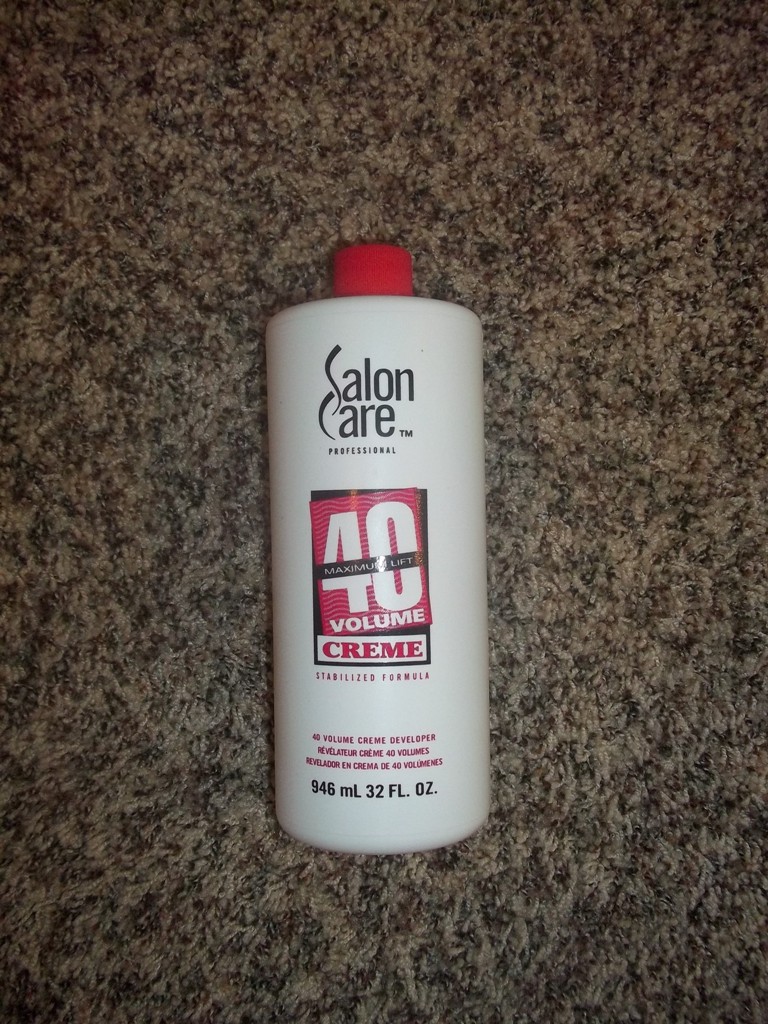 Salon
Care™
PROFESSIONAL
40
MAXIMUM LIFT
VOLUME
CREME
STABILIZED FORMULA
40 VOLUME CREME DEVELOPER
RÉVÉLATEUR CRÈME 40 VOLUMES
REVELADOR EN CREMA DE 40 VOLÚMENES
946 mL 32 FL. OZ.